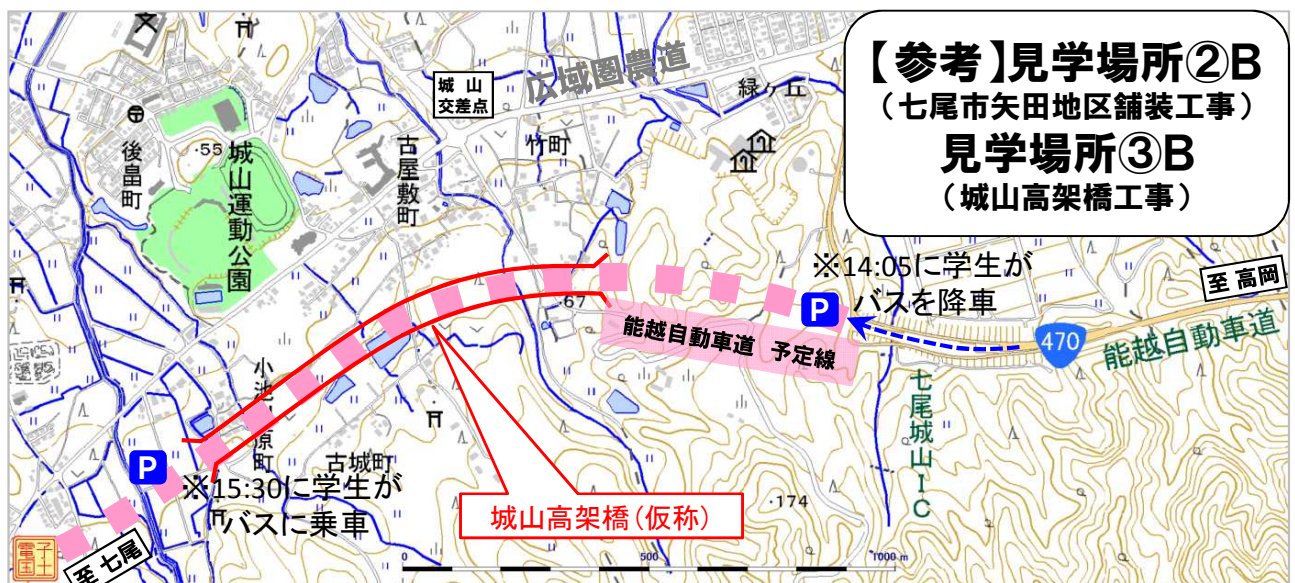 【参考】見学場所②B
（七尾市矢田地区舗装工事）
見学場所③B
（城山高架橋工事）
城山
交差点
広域圏農道
緑ヶ丘
竹町
古屋敷町
後畠町
・55
城山運動公園
※14:05に学生が
バスを降車
P
至 高岡
470
能越自動車道
能越自動車道 予定線
・67
七尾城山IC
小池川原町
古城町
P
※15:30に学生が
バスに乗車
城山高架橋（仮称）
・174
至 七尾
電子国土
0
500
1000 m